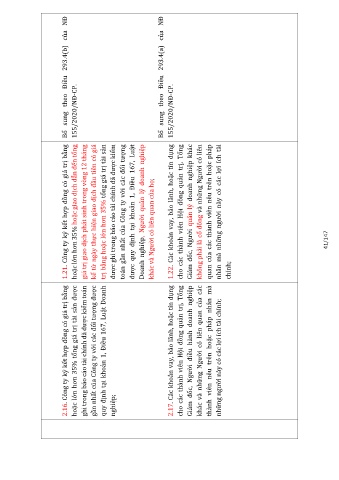 2.16. Công ty ký kết hợp đồng có giá trị bằng
hoặc lớn hơn 35% tổng giá trị tài sản được
ghi trong báo cáo tài chính đã được kiểm toán
gần nhất của Công ty với các đối tượng được
quy định tại khoản 1, Điều 167, Luật Doanh
nghiệp;
1.21. Công ty ký kết hợp đồng có giá trị bằng
hoặc lớn hơn 35% hoặc giao dịch dẫn đến tổng
giá trị giao dịch phát sinh trong vòng 12 tháng
kể từ ngày thực hiện giao dịch đầu tiên có giá
trị bằng hoặc lớn hơn 35% tổng giá trị tài sản
được ghi trong báo cáo tài chính đã được kiểm
toán gần nhất của Công ty với các đối tượng
được quy định tại khoản 1, Điều 167, Luật
Doanh nghiệp. Người quản lý doanh nghiệp
khác và Người có liên quan của họ;
Bổ sung theo Điều 293.4(b) của NĐ
155/2020/NĐ-CP.
2.17. Các khoản vay, bảo lãnh, hoặc tín dụng
cho các thành viên Hội đồng quản trị, Tổng
Giám đốc, Người điều hành doanh nghiệp
khác và những Người có liên quan của các
thành viên nêu trên hoặc pháp nhân mà
những người này có các lợi ích tài chính;
1.22. Các khoản vay, bảo lãnh, hoặc tín dụng
cho các thành viên Hội đồng quản trị, Tổng
Giám đốc, Người quản lý doanh nghiệp khác
không phải là cổ đông và những Người có liên
quan của các thành viên nêu trên hoặc pháp
nhân mà những người này có các lợi ích tài
chính;
Bổ sung theo Điều 293.4(a) của NĐ
155/2020/NĐ-CP.
41/147